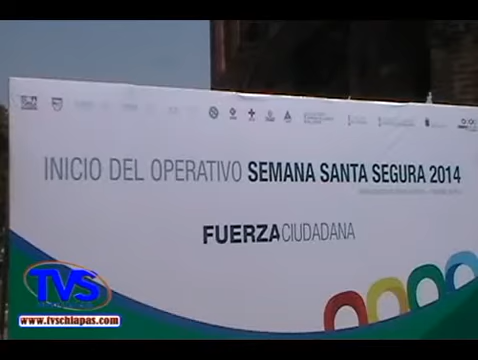 INICIO DEL OPERATIVO SEMANA SANTA SEGURA 2014
FUERZACIUDADANA
TVS
www.tvschiapas.com